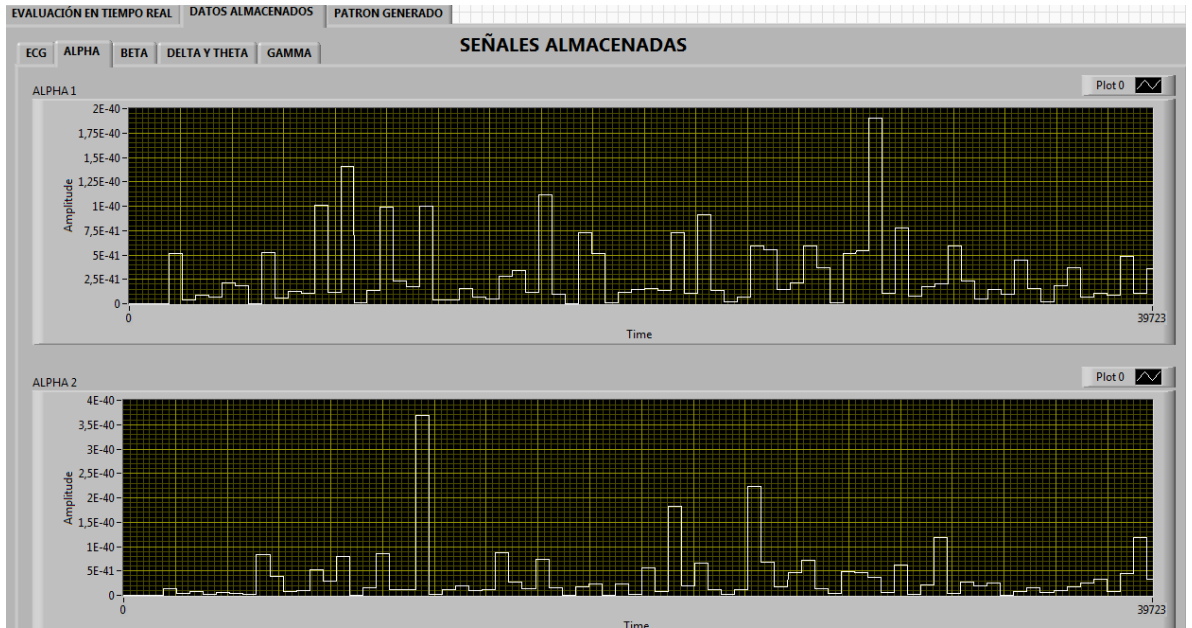 EVALUACIÓN EN TIEMPO REAL DATOS ALMACENADOS PATRON GENERADO
ECG ALPHA BETA DELTA Y THETA GAMMA
SEÑALES ALMACENADAS
ALPHA 1
Plot 0
2E-40
1,75E-40
1,5E-40
1,25E-40
1E-40
7,5E-41
5E-41
2,5E-41
0
Amplitude
0 39723
Time
ALPHA 2
Plot 0
4E-40
3,5E-40
3E-40
2,5E-40
2E-40
1,5E-40
1E-40
5E-41
0
Amplitude
0 39723
Time